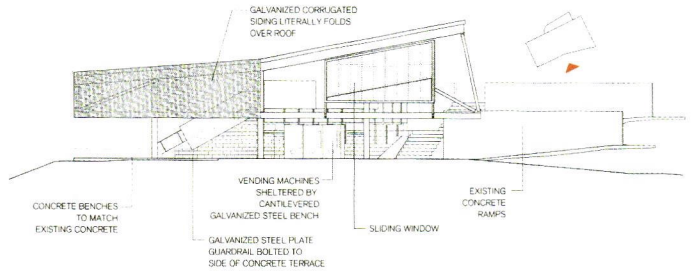 GALVANIZED CORRUGATED
SIDING LITERALLY FOLDS
OVER ROOF
CONCRETE BENCHES
TO MATCH
EXISTING CONCRETE
VENDING MACHINES
SHELTERED BY
CANTILEVERED
GALVANIZED STEEL BENCH
GALVANIZED STEEL PLATE
GUARDRAIL BOLTED TO
SIDE OF CONCRETE TERRACE
SLIDING WINDOW
EXISTING
CONCRETE
RAMPS